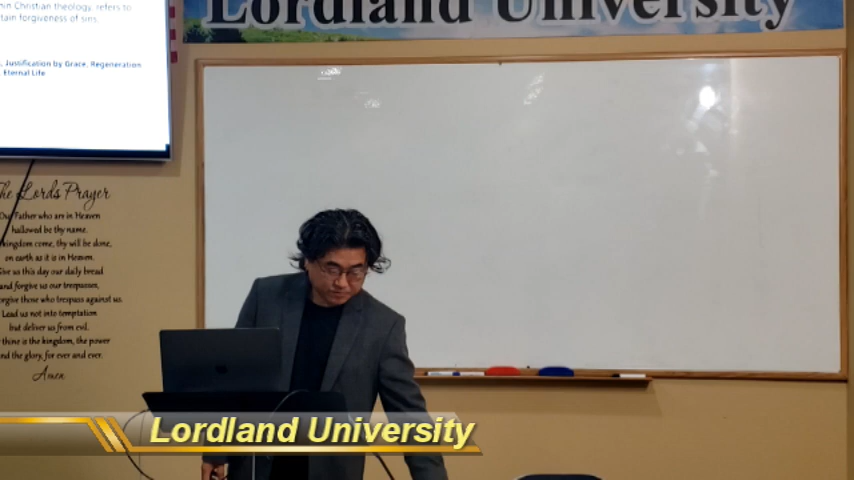 Lordland University
hin Christian theology, refers to
tain forgiveness of sins.
, Justification by Grace, Regeneration
, Eternal Life
he Lords Prayer
Our Father who art in Heaven
hallowed be thy name.
kingdom come, thy will be done,
on earth as it is in Heaven.
Give us this day our daily bread
and forgive us our trespasses,
forgive those who trespass against us.
Lead us not into temptation
but deliver us from evil.
thine is the kingdom, the power
nd the glory, for ever and ever.
Amen
Lordland University